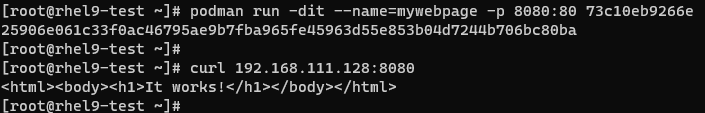 [root@rhel9-test ~]# podman run -dit --name=mywebpage -p 8080:80 73c10eb9266e
25906e061c33f0ac46795ae9b7fba965fe45963d55e853b04d7244b706bc80ba
[root@rhel9-test ~]#
[root@rhel9-test ~]# curl 192.168.111.128:8080
<html><body><h1>It works!</h1></body></html>
[root@rhel9-test ~]#